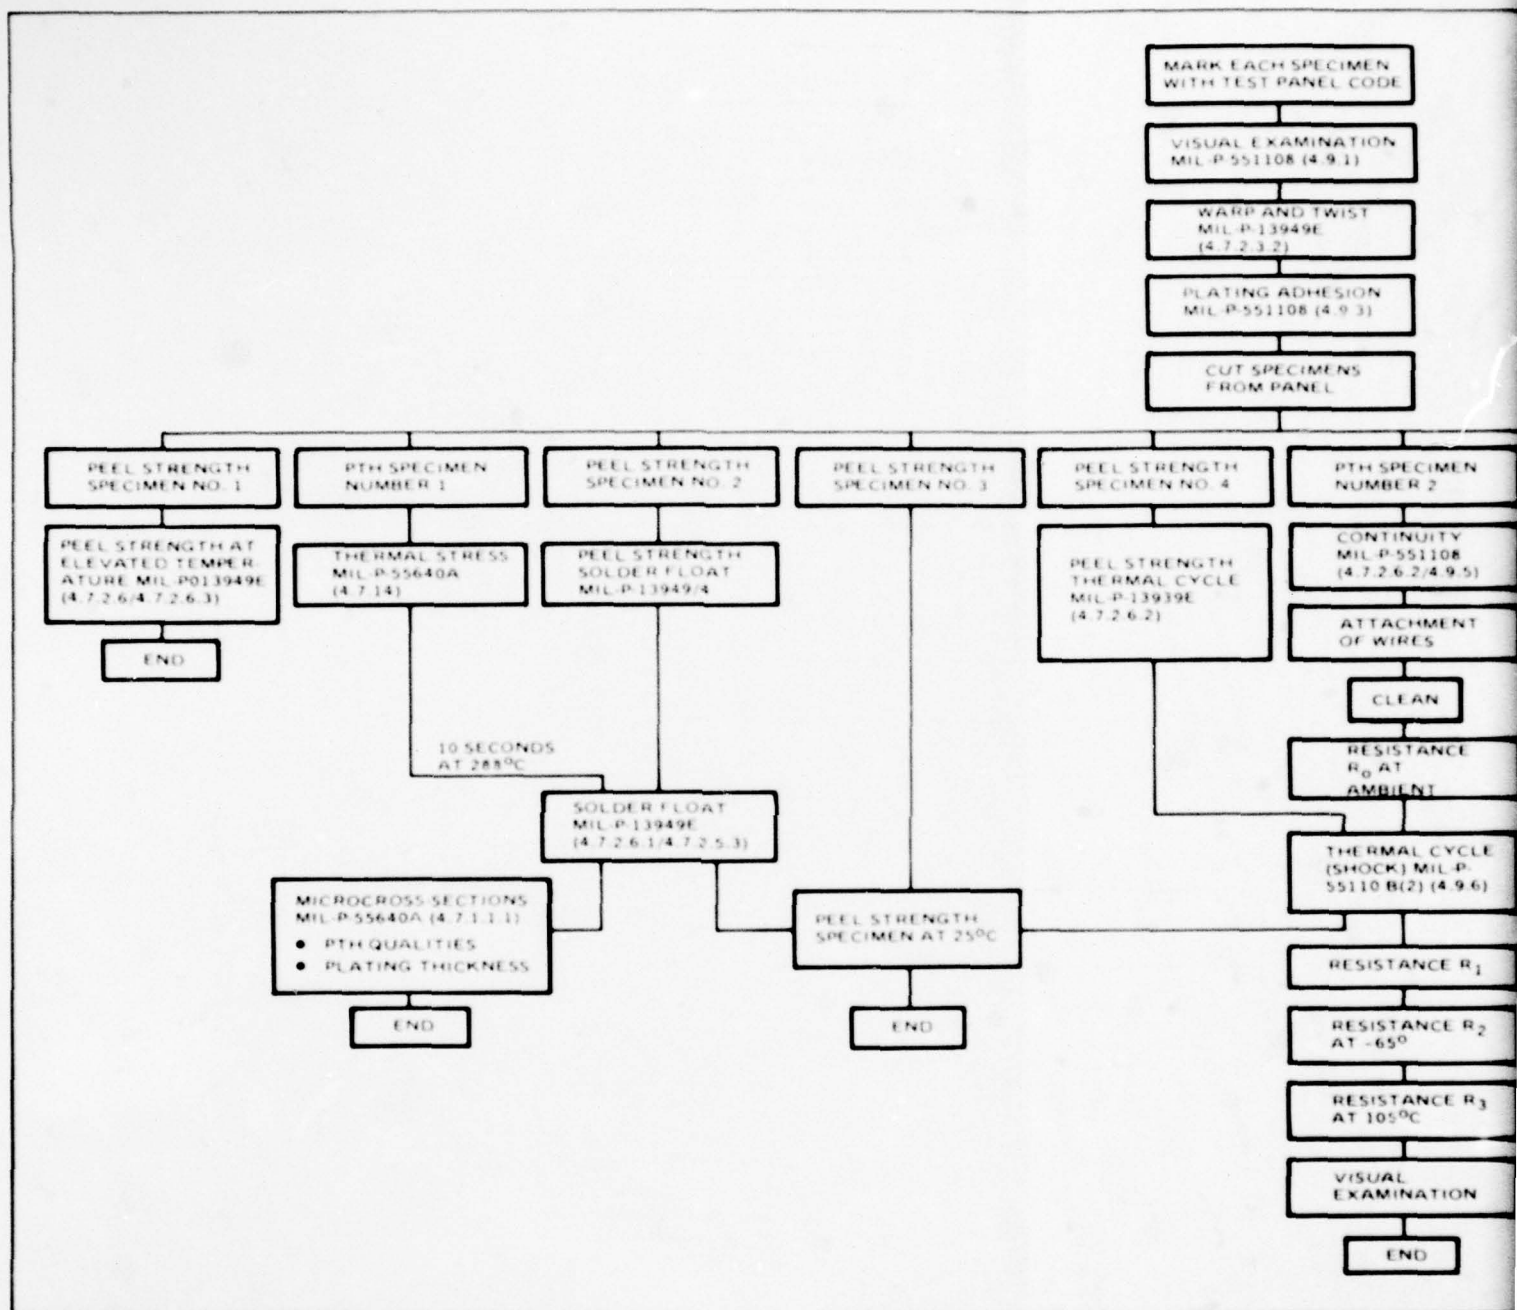 MARK EACH SPECIMEN
WITH TEST PANEL CODE
VISUAL EXAMINATION
MIL-P-551108 (4.9.1)
WARP AND TWIST
MIL-P-13949E
(4.7.2.3.2)
PLATING ADHESION
MIL-P-551108 (4.9.3)
CUT SPECIMENS
FROM PANEL
PEEL STRENGTH
SPECIMEN NO. 1
PEEL STRENGTH AT
ELEVATED TEMPER-
ATURE MIL-P013949E
(4.7.2.6/4.7.2.6.3)
END
PTH SPECIMEN
NUMBER 1
THERMAL STRESS
MIL-P-55640A
(4.7.14)
10 SECONDS
AT 288°C
PEEL STRENGTH
SPECIMEN NO. 2
PEEL STRENGTH
SOLDER FLOAT
MIL-P-13949/4
SOLDER FLOAT
MIL-P-13949E
(4.7.2.6.1/4.7.2.5.3)
MICROCROSS-SECTIONS
MIL-P-55640A (4.7.1.1.1)
● PTH QUALITIES
● PLATING THICKNESS
END
PEEL STRENGTH
SPECIMEN NO. 3
PEEL STRENGTH
SPECIMEN AT 25°C
END
PEEL STRENGTH
SPECIMEN NO. 4
PEEL STRENGTH
THERMAL CYCLE
MIL-P-13939E
(4.7.2.6.2)
PTH SPECIMEN
NUMBER 2
CONTINUITY
MIL-P-551108
(4.7.2.6.2/4.9.5)
ATTACHMENT
OF WIRES
CLEAN
RESISTANCE
R₀ AT
AMBIENT
THERMAL CYCLE
(SHOCK) MIL-P-
55110 B(2) (4.9.6)
RESISTANCE R₁
RESISTANCE R₂
AT -65°
RESISTANCE R₃
AT 105°C
VISUAL
EXAMINATION
END